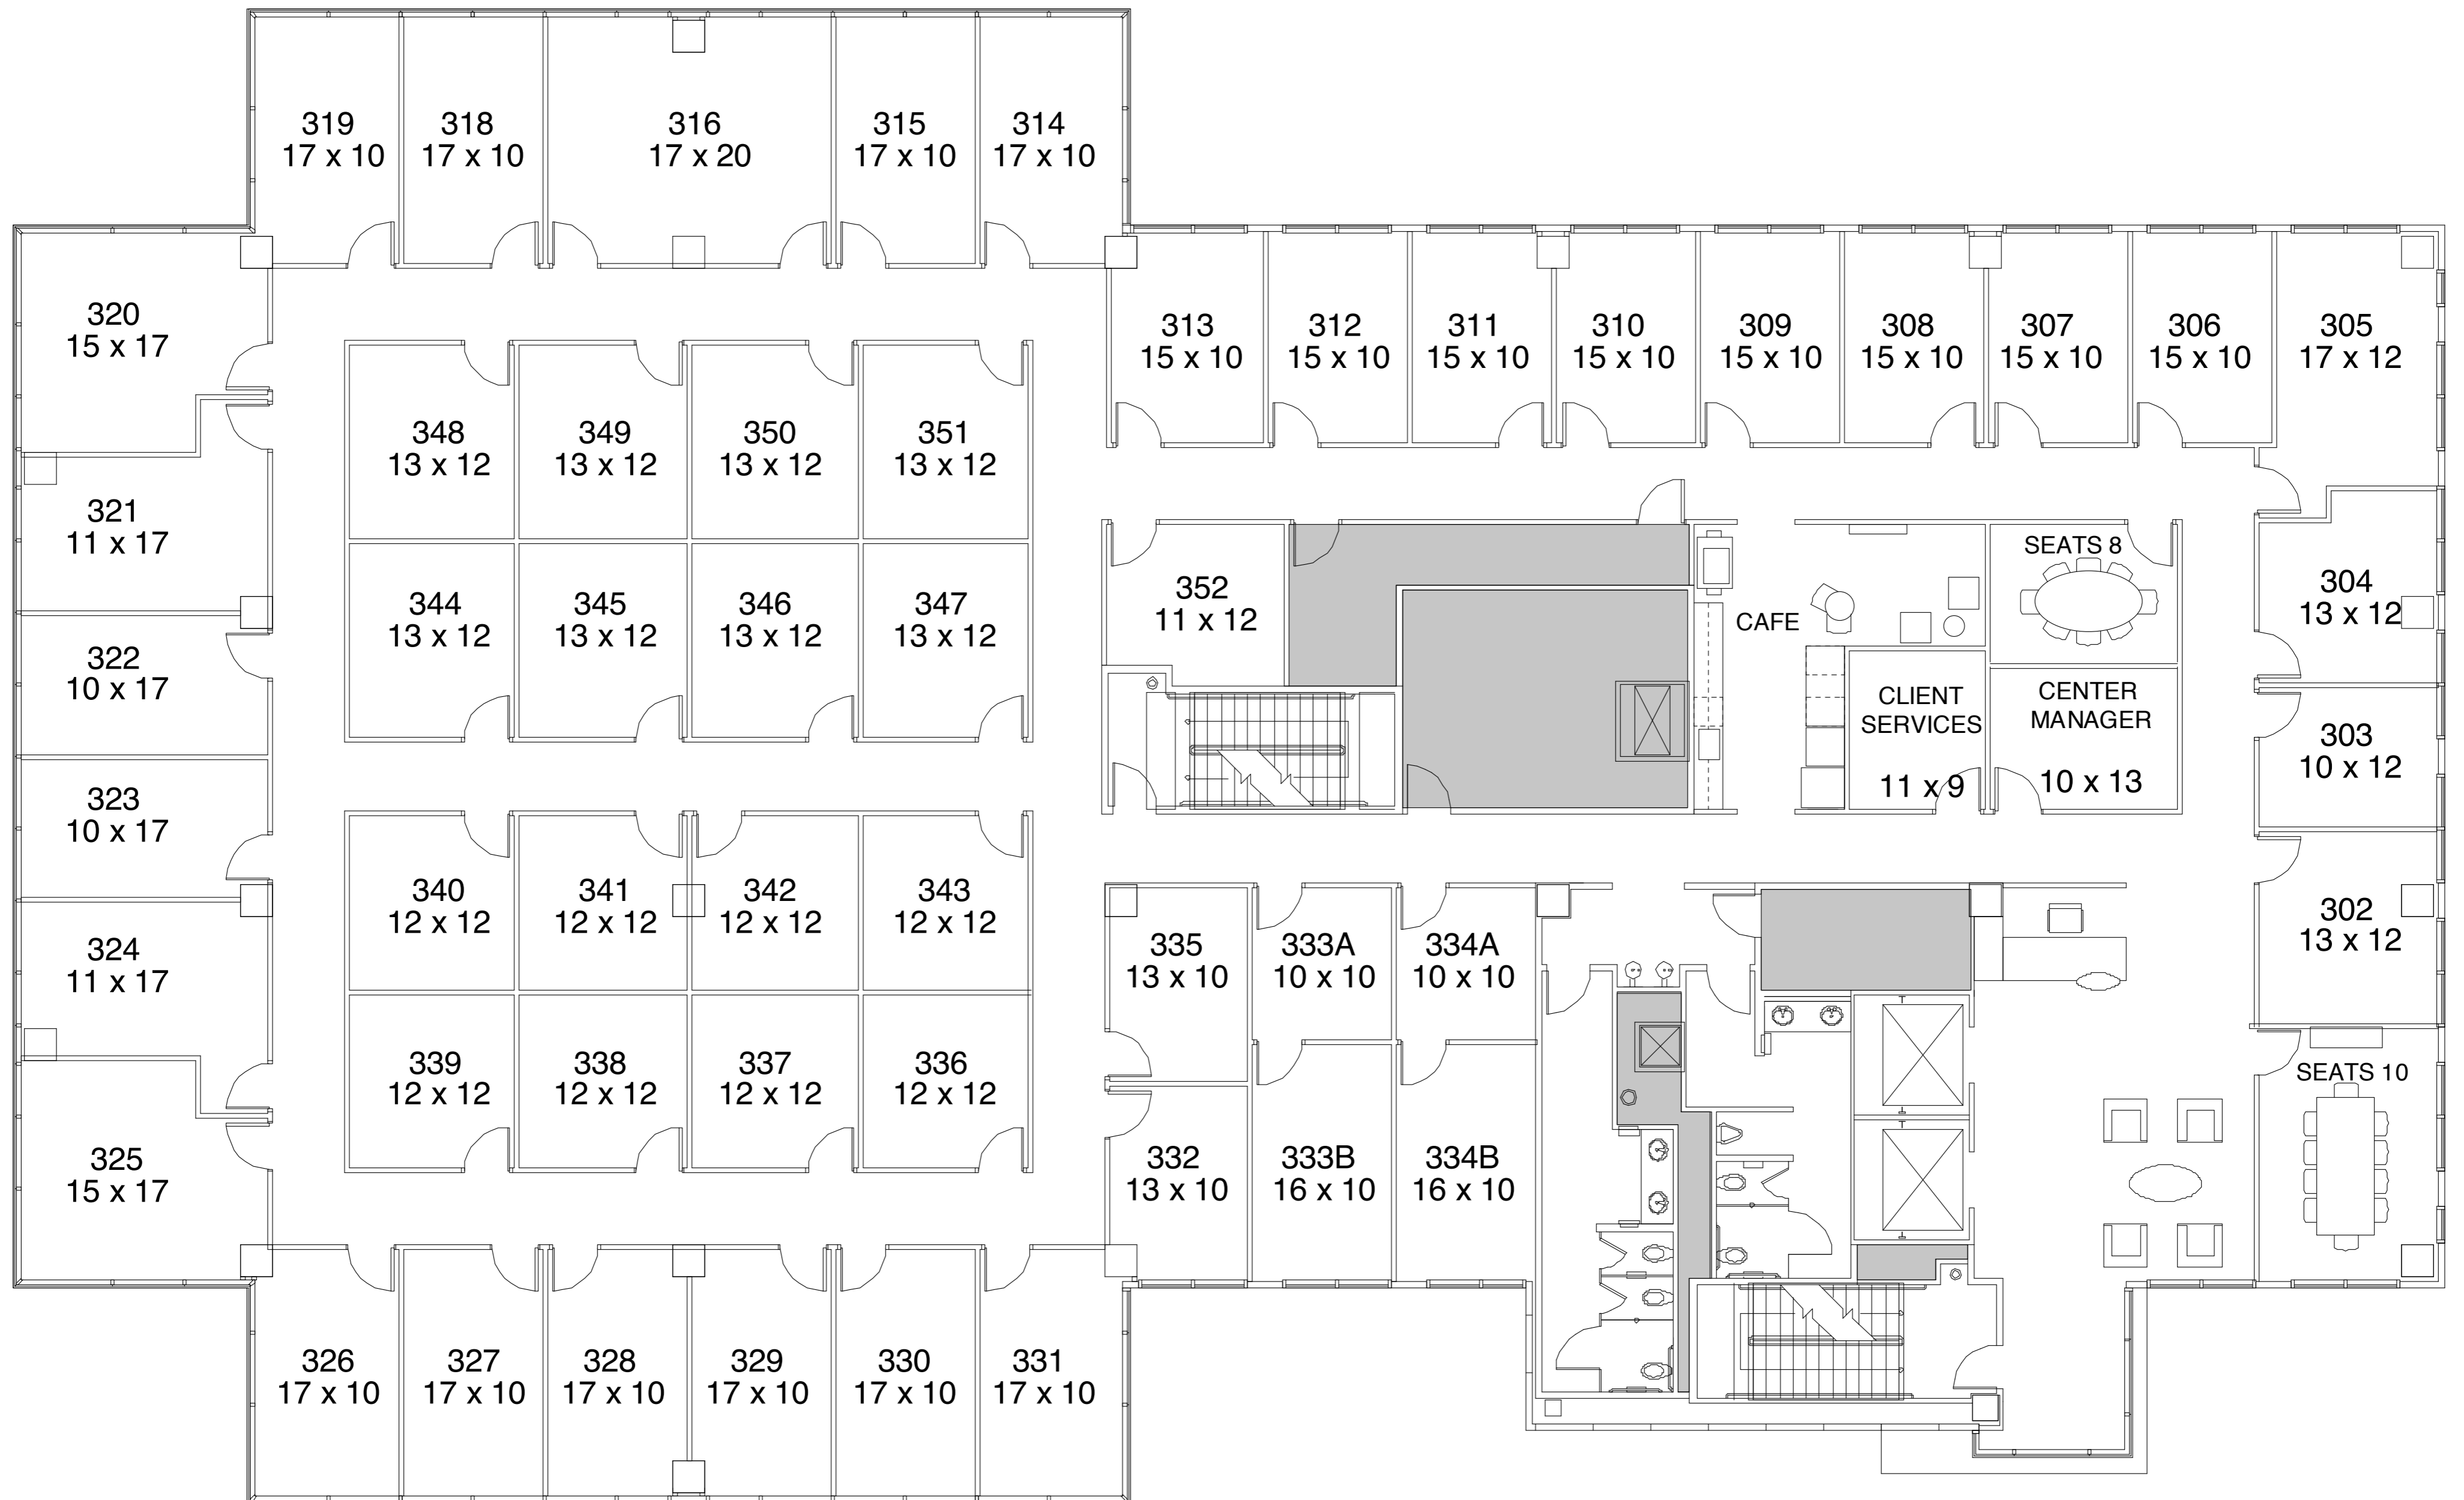 319
17 x 10
318
17 x 10
316
17 x 20
315
17 x 10
314
17 x 10
320
15 x 17
313
15 x 10
312
15 x 10
311
15 x 10
310
15 x 10
309
15 x 10
308
15 x 10
307
15 x 10
306
15 x 10
305
17 x 12
348
13 x 12
349
13 x 12
350
13 x 12
351
13 x 12
321
11 x 17
344
13 x 12
345
13 x 12
346
13 x 12
347
13 x 12
352
11 x 12
CAFE
SEATS 8
304
13 x 12
322
10 x 17
CLIENT
SERVICES
11 x 9
CENTER
MANAGER
10 x 13
303
10 x 12
323
10 x 17
340
12 x 12
341
12 x 12
342
12 x 12
343
12 x 12
335
13 x 10
333A
10 x 10
334A
10 x 10
302
13 x 12
324
11 x 17
339
12 x 12
338
12 x 12
337
12 x 12
336
12 x 12
SEATS 10
325
15 x 17
332
13 x 10
333B
16 x 10
334B
16 x 10
326
17 x 10
327
17 x 10
328
17 x 10
329
17 x 10
330
17 x 10
331
17 x 10